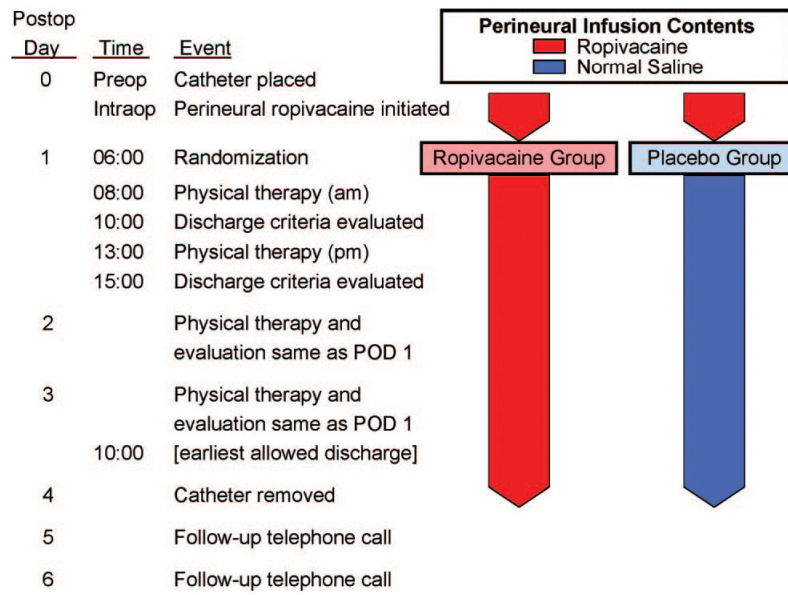 Postop
Day Time Event
0 Preop Catheter placed
Intraop Perineural ropivacaine initiated
1 06:00 Randomization
08:00 Physical therapy (am)
10:00 Discharge criteria evaluated
13:00 Physical therapy (pm)
15:00 Discharge criteria evaluated
2 Physical therapy and
evaluation same as POD 1
3 Physical therapy and
evaluation same as POD 1
10:00 [earliest allowed discharge]
4 Catheter removed
5 Follow-up telephone call
6 Follow-up telephone call
Perineural Infusion Contents
Ropivacaine
Normal Saline
Ropivacaine Group
Placebo Group